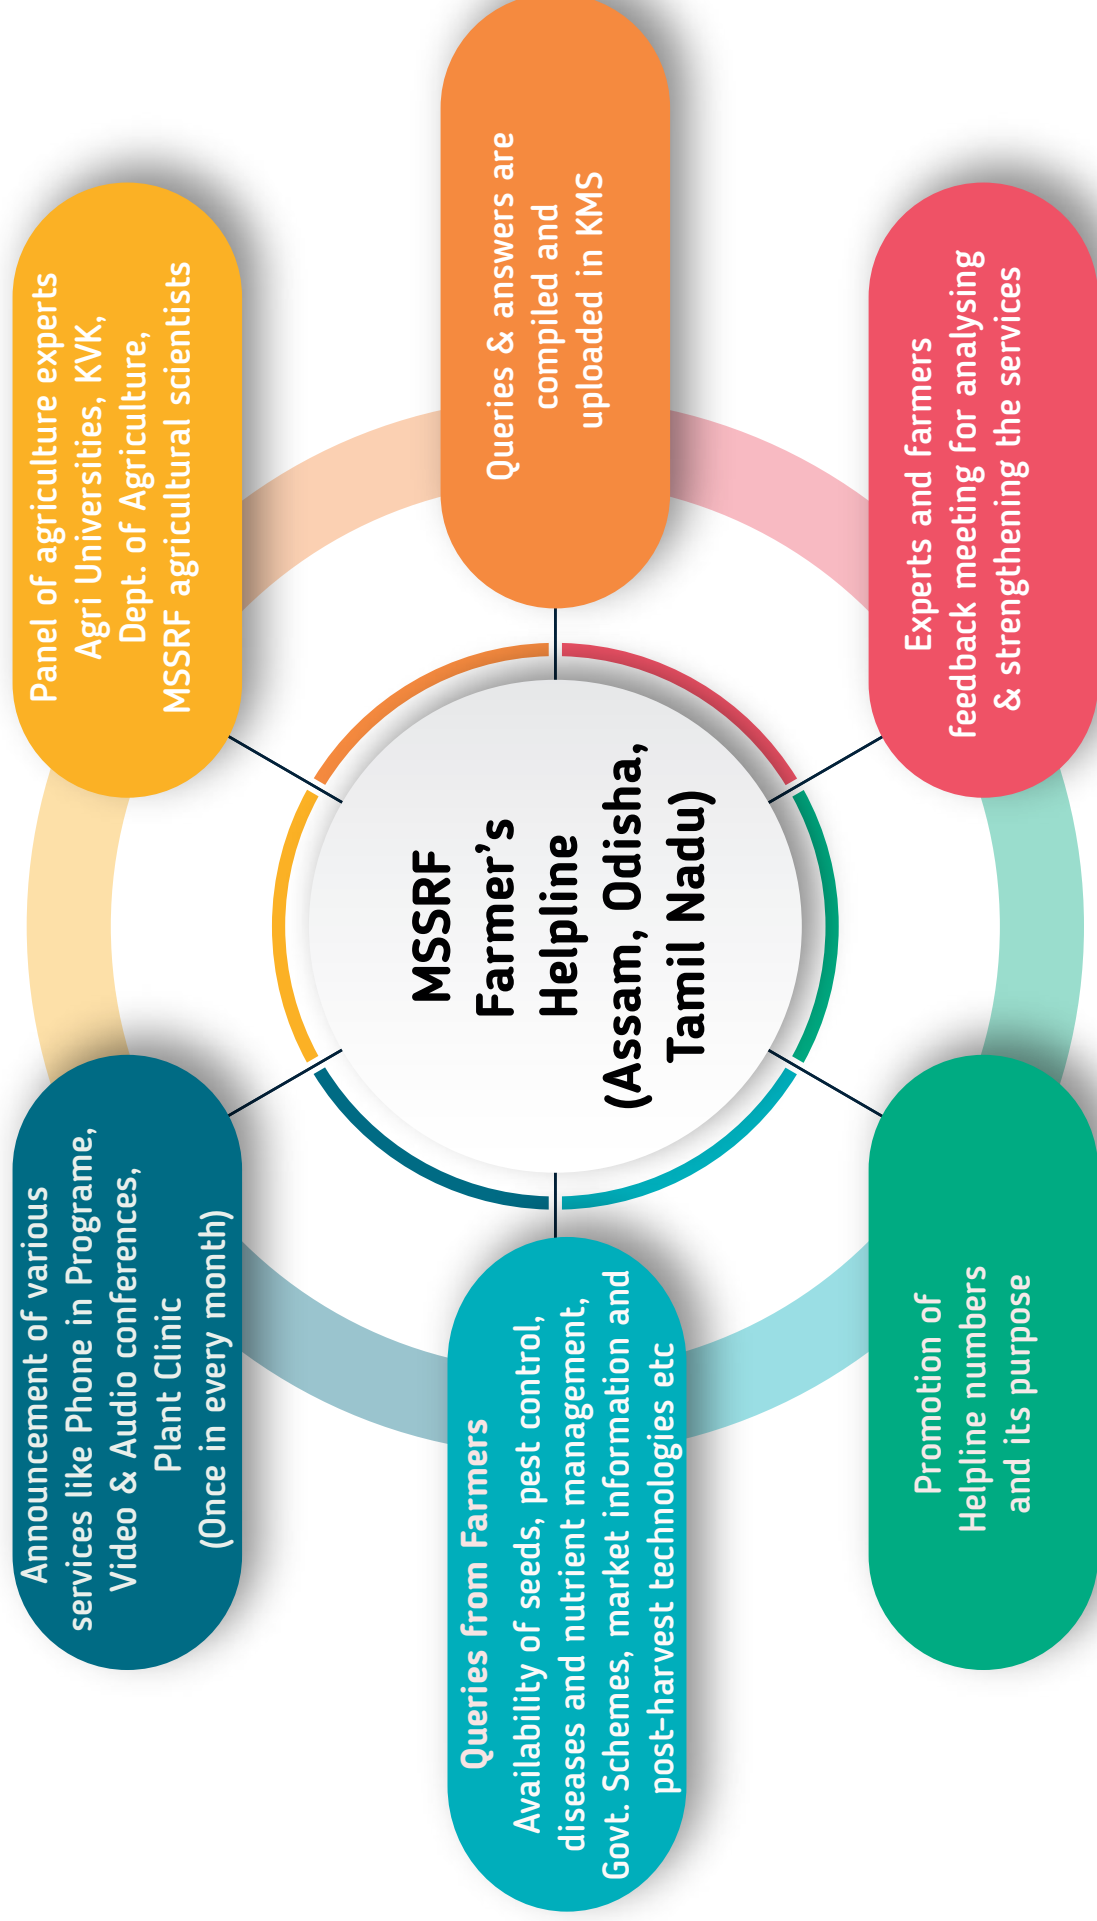 MSSRF
Farmer's
Helpline
(Assam, Odisha,
Tamil Nadu)
Announcement of various
services like Phone in Programe,
Video & Audio conferences,
Plant Clinic
(Once in every month)
Panel of agriculture experts
Agri Universities, KVK,
Dept. of Agriculture,
MSSRF agricultural scientists
Queries & answers are
compiled and
uploaded in KMS
Experts and farmers
feedback meeting for analysing
& strengthening the services
Promotion of
Helpline numbers
and its purpose
Queries from Farmers
Availability of seeds, pest control,
diseases and nutrient management,
Govt. Schemes, market information and
post-harvest technologies etc